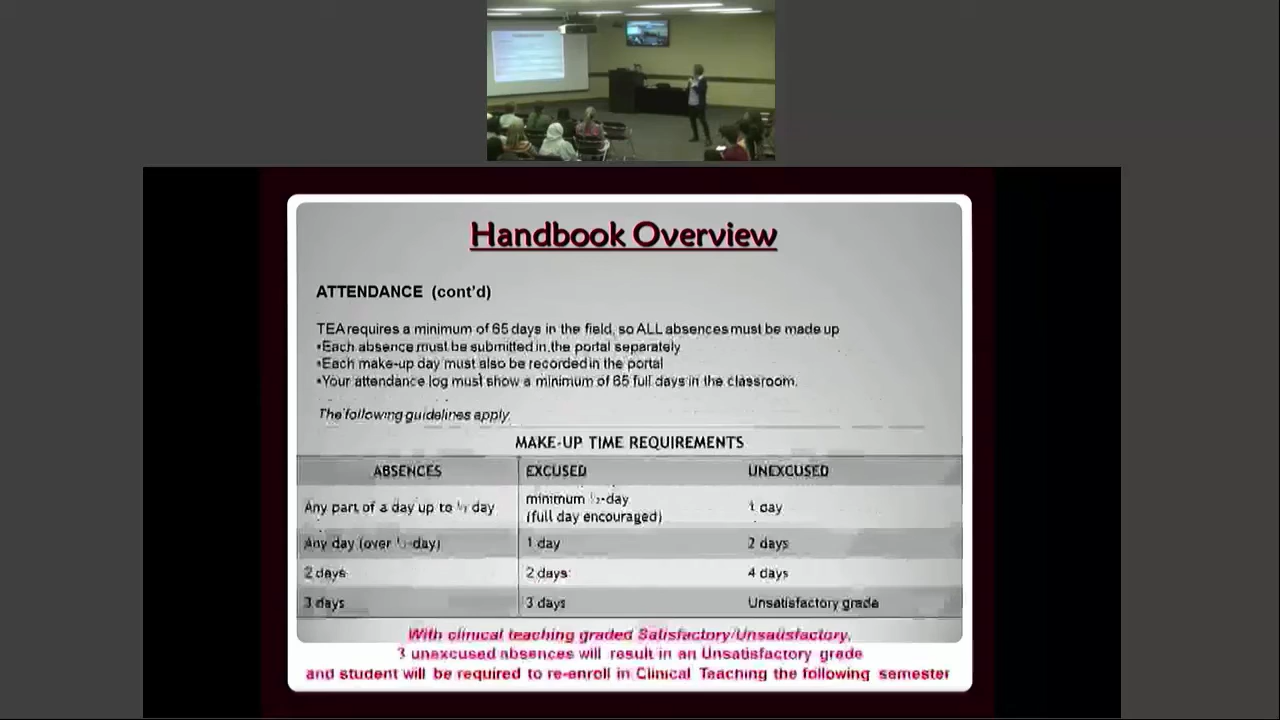 Handbook Overview
ATTENDANCE (cont'd)
TEA requires a minimum of 65 days in the field, so ALL absences must be made up
•Each absence must be submitted in the portal separately
•Each make-up day must also be recorded in the portal
•Your attendance log must show a minimum of 65 full days in the classroom.
The following guidelines apply.
MAKE-UP TIME REQUIREMENTS
ABSENCES EXCUSED UNEXCUSED
Any part of a day up to ½ day minimum ½-day 1 day
(full day encouraged)
Any day (over ½-day) 1 day 2 days
2 days 2 days 4 days
3 days 3 days Unsatisfactory grade
With clinical teaching graded Satisfactory/Unsatisfactory,
3 unexcused absences will result in an Unsatisfactory grade
and student will be required to re-enroll in Clinical Teaching the following semester